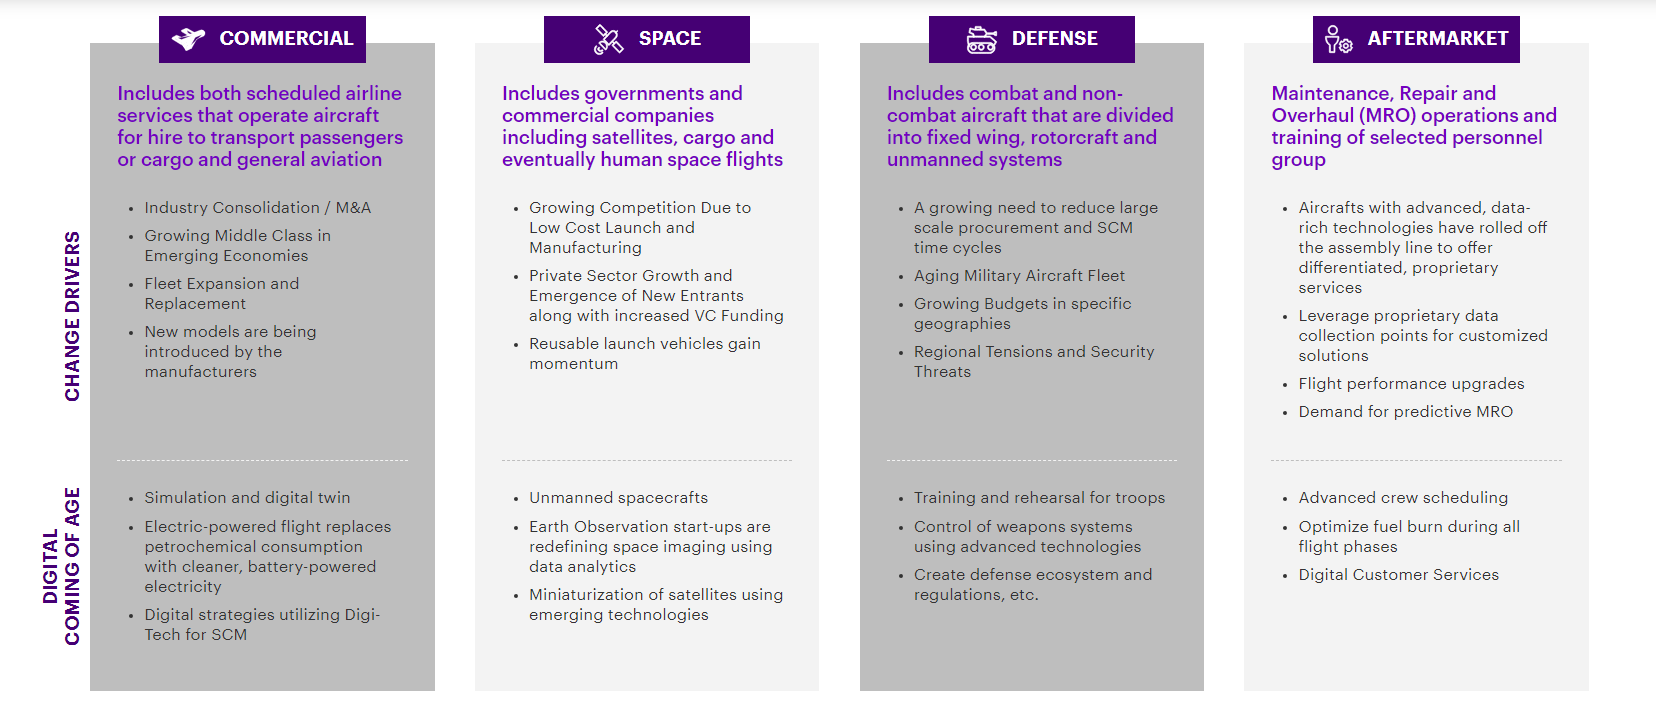 COMMERCIAL
Includes both scheduled airline
services that operate aircraft
for hire to transport passengers
or cargo and general aviation
SPACE
Includes governments and
commercial companies
including satellites, cargo and
eventually human space flights
DEFENSE
Includes combat and non-
combat aircraft that are divided
into fixed wing, rotorcraft and
unmanned systems
AFTERMARKET
Maintenance, Repair and
Overhaul (MRO) operations and
training of selected personnel
group
CHANGE DRIVERS
• Industry Consolidation / M&A
• Growing Middle Class in
Emerging Economies
• Fleet Expansion and
Replacement
• New models are being
introduced by the
manufacturers
• Growing Competition Due to
Low Cost Launch and
Manufacturing
• Private Sector Growth and
Emergence of New Entrants
along with increased VC Funding
• Reusable launch vehicles gain
momentum
• A growing need to reduce large
scale procurement and SCM
time cycles
• Aging Military Aircraft Fleet
• Growing Budgets in specific
geographies
• Regional Tensions and Security
Threats
• Aircrafts with advanced, data-
rich technologies have rolled off
the assembly line to offer
differentiated, proprietary
services
• Leverage proprietary data
collection points for customized
solutions
• Flight performance upgrades
• Demand for predictive MRO
DIGITAL
COMING OF AGE
• Simulation and digital twin
• Electric-powered flight replaces
petrochemical consumption
with cleaner, battery-powered
electricity
• Digital strategies utilizing Digi-
Tech for SCM
• Unmanned spacecrafts
• Earth Observation start-ups are
redefining space imaging using
data analytics
• Miniaturization of satellites using
emerging technologies
• Training and rehearsal for troops
• Control of weapons systems
using advanced technologies
• Create defense ecosystem and
regulations, etc.
• Advanced crew scheduling
• Optimize fuel burn during all
flight phases
• Digital Customer Services